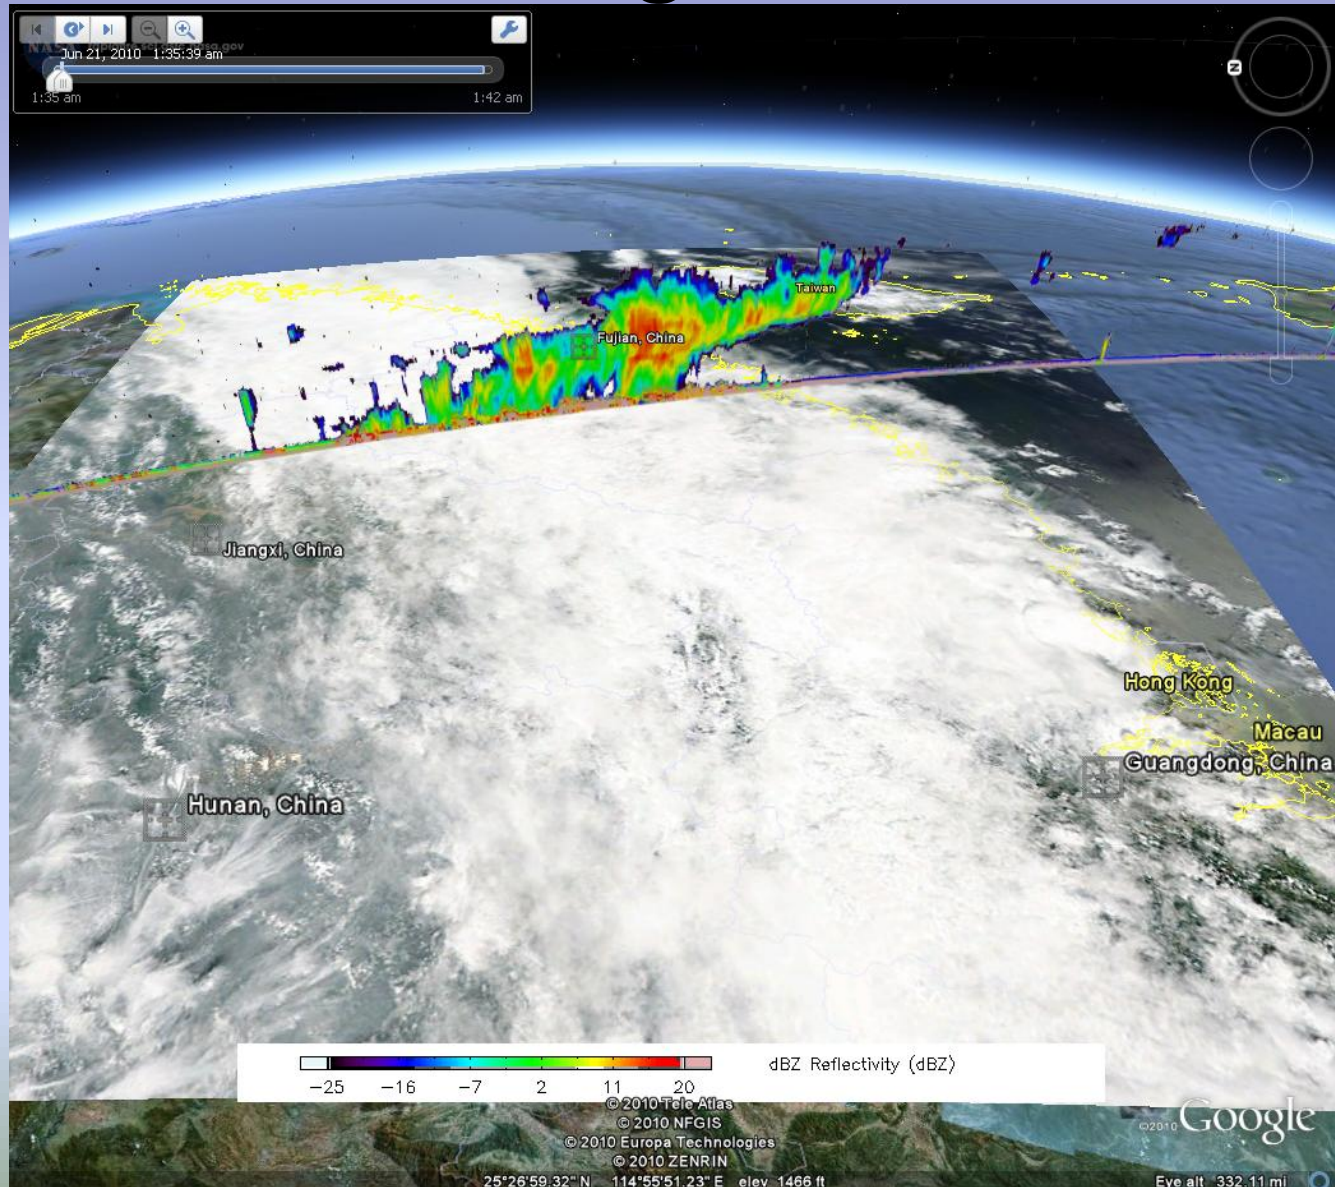 NASA
Jun 21, 2010 1:35:39 am
1:35 am
1:42 am
N
Taiwan
Fujian, China
Jiangxi, China
Hong Kong
Macau
Guangdong, China
Hunan, China
dBZ Reflectivity (dBZ)
−25 −16 −7 2 11 20
© 2010 Tele Atlas
© 2010 NFGIS
© 2010 Europa Technologies
© 2010 ZENRIN
©2010 Google
25°26'59.32" N 114°55'51.23" E elev 1466 ft
Eye alt 332.11 mi